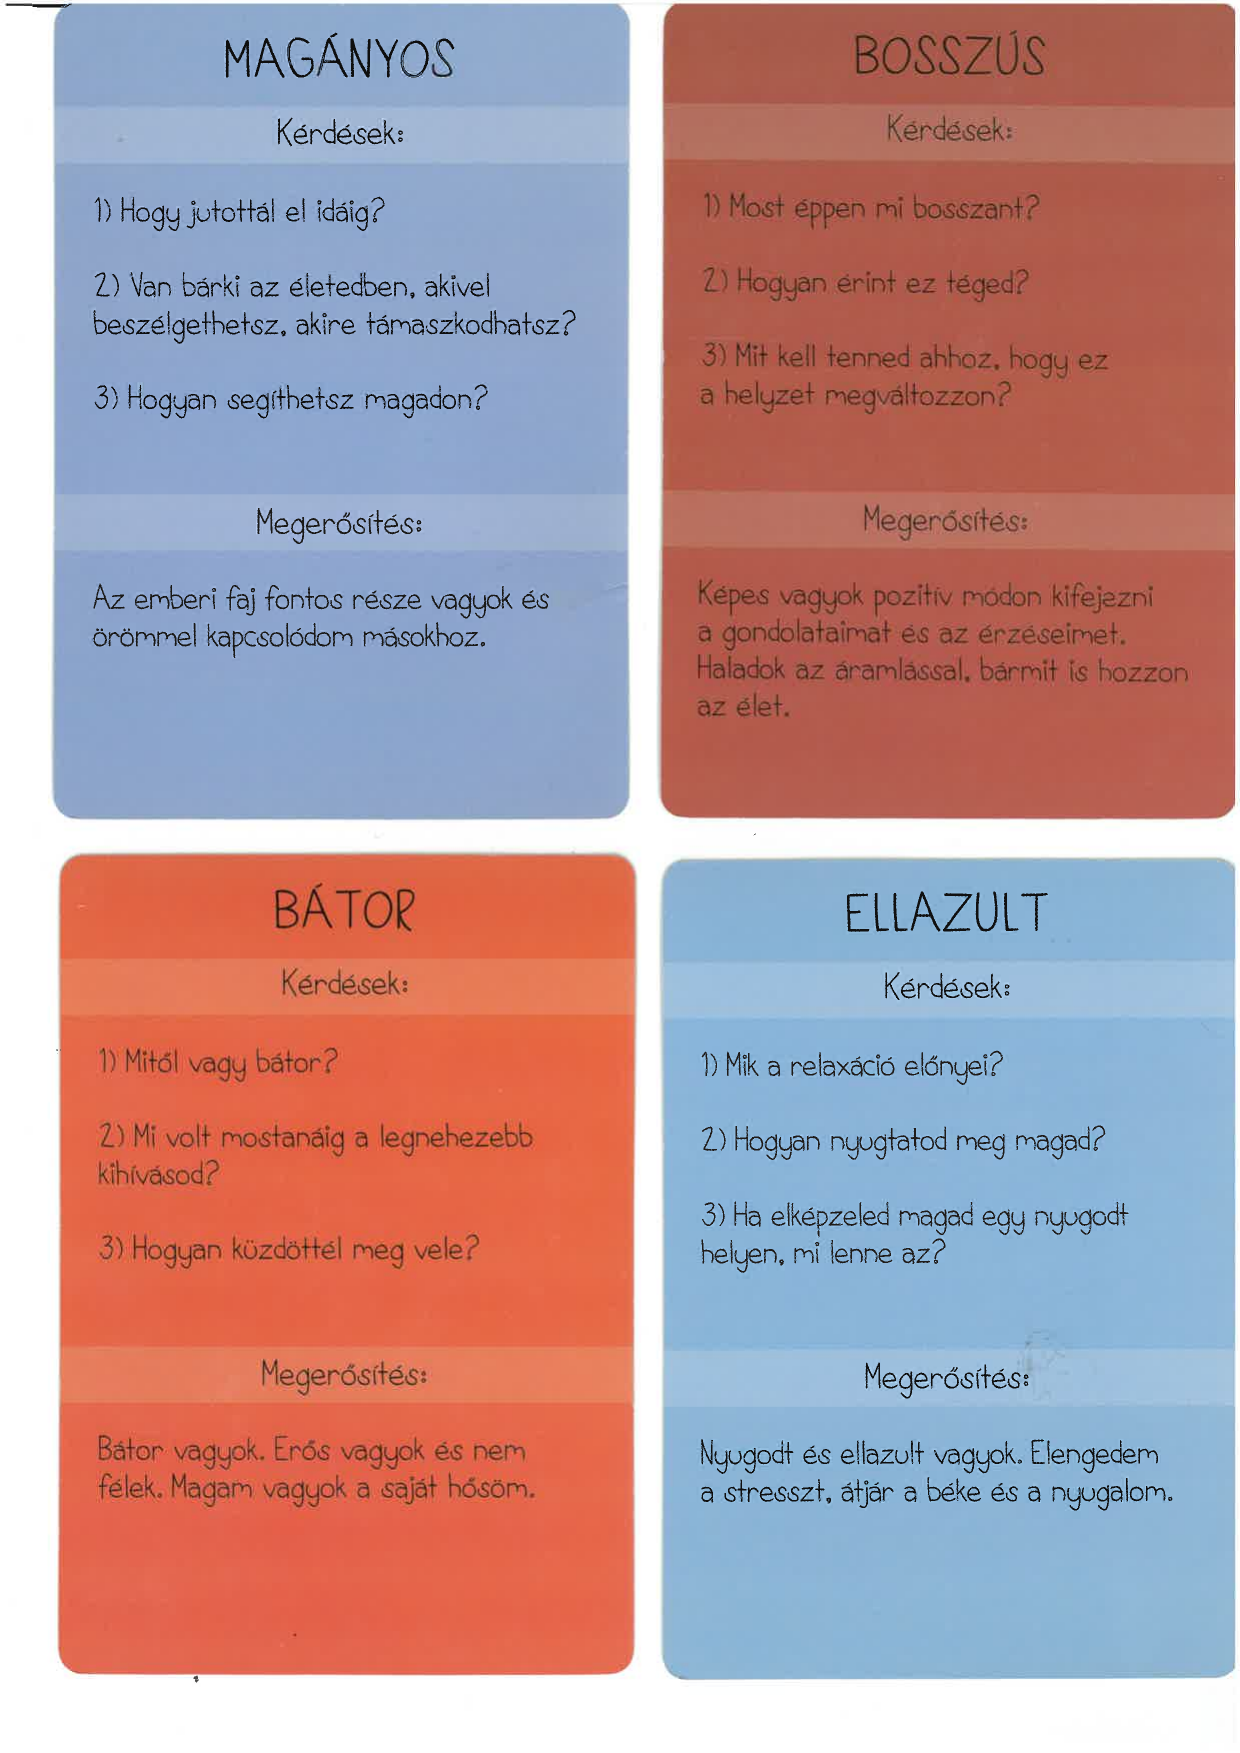 MAGÁNYOS
Kérdések:
1) Hogy jutottál el idáig?
2) Van bárki az életedben, akivel
beszélgethetsz, akire támaszkodhatsz?
3) Hogyan segíthetsz magadon?
Megerősítés:
Az emberi faj fontos része vagyok és
örömmel kapcsolódom másokhoz.
BOSSZÚS
Kérdések:
1) Most éppen mi bosszant?
2) Hogyan érint ez téged?
3) Mit kell tenned ahhoz, hogy ez
a helyzet megváltozzon?
Megerősítés:
Képes vagyok pozitív módon kifejezni
a gondolataimat és az érzéseimet.
Haladok az áramlással, bármit is hozzon
az élet.
BÁTOR
Kérdések:
1) Mitől vagy bátor?
2) Mi volt mostanáig a legnehezebb
kihívásod?
3) Hogyan küzdöttél meg vele?
Megerősítés:
Bátor vagyok. Erős vagyok és nem
félek. Magam vagyok a saját hősöm.
ELLAZULT
Kérdések:
1) Mik a relaxáció előnyei?
2) Hogyan nyugtatod meg magad?
3) Ha elképzeled magad egy nyugodt
helyen, mi lenne az?
Megerősítés:
Nyugodt és ellazult vagyok. Elengedem
a stresszt, átjár a béke és a nyugalom.